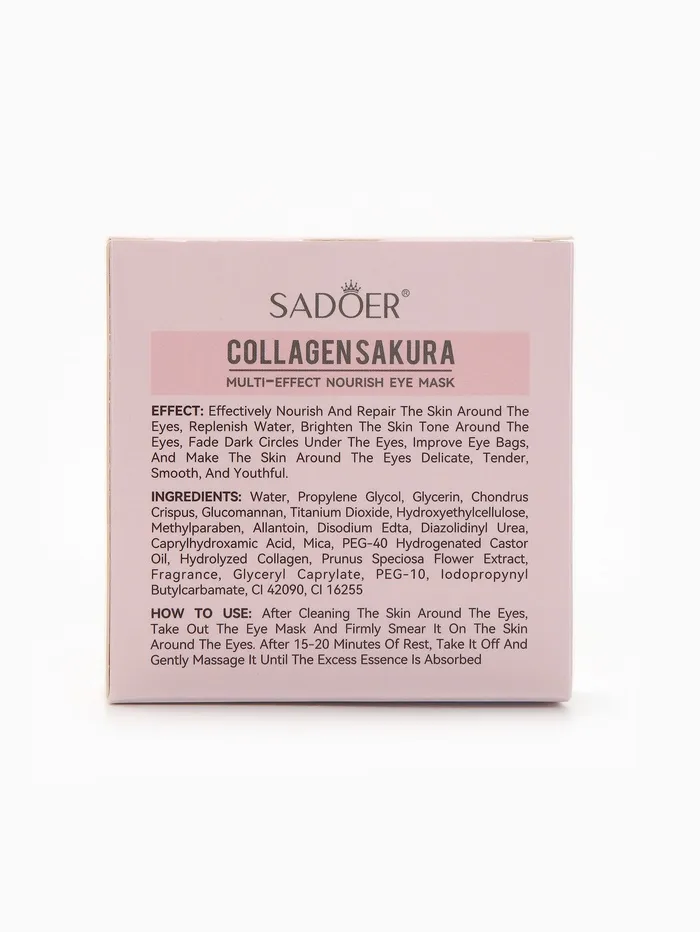 SADOER®
COLLAGEN SAKURA
MULTI-EFFECT NOURISH EYE MASK
EFFECT: Effectively Nourish And Repair The Skin Around The
Eyes, Replenish Water, Brighten The Skin Tone Around The
Eyes, Fade Dark Circles Under The Eyes, Improve Eye Bags,
And Make The Skin Around The Eyes Delicate, Tender,
Smooth, And Youthful.
INGREDIENTS: Water, Propylene Glycol, Glycerin, Chondrus
Crispus, Glucomannan, Titanium Dioxide, Hydroxyethylcellulose,
Methylparaben, Allantoin, Disodium Edta, Diazolidinyl Urea,
Caprylhydroxamic Acid, Mica, PEG-40 Hydrogenated Castor
Oil, Hydrolyzed Collagen, Prunus Speciosa Flower Extract,
Fragrance, Glyceryl Caprylate, PEG-10, Iodopropynyl
Butylcarbamate, CI 42090, CI 16255
HOW TO USE: After Cleaning The Skin Around The Eyes,
Take Out The Eye Mask And Firmly Smear It On The Skin
Around The Eyes. After 15-20 Minutes Of Rest, Take It Off And
Gently Massage It Until The Excess Essence Is Absorbed